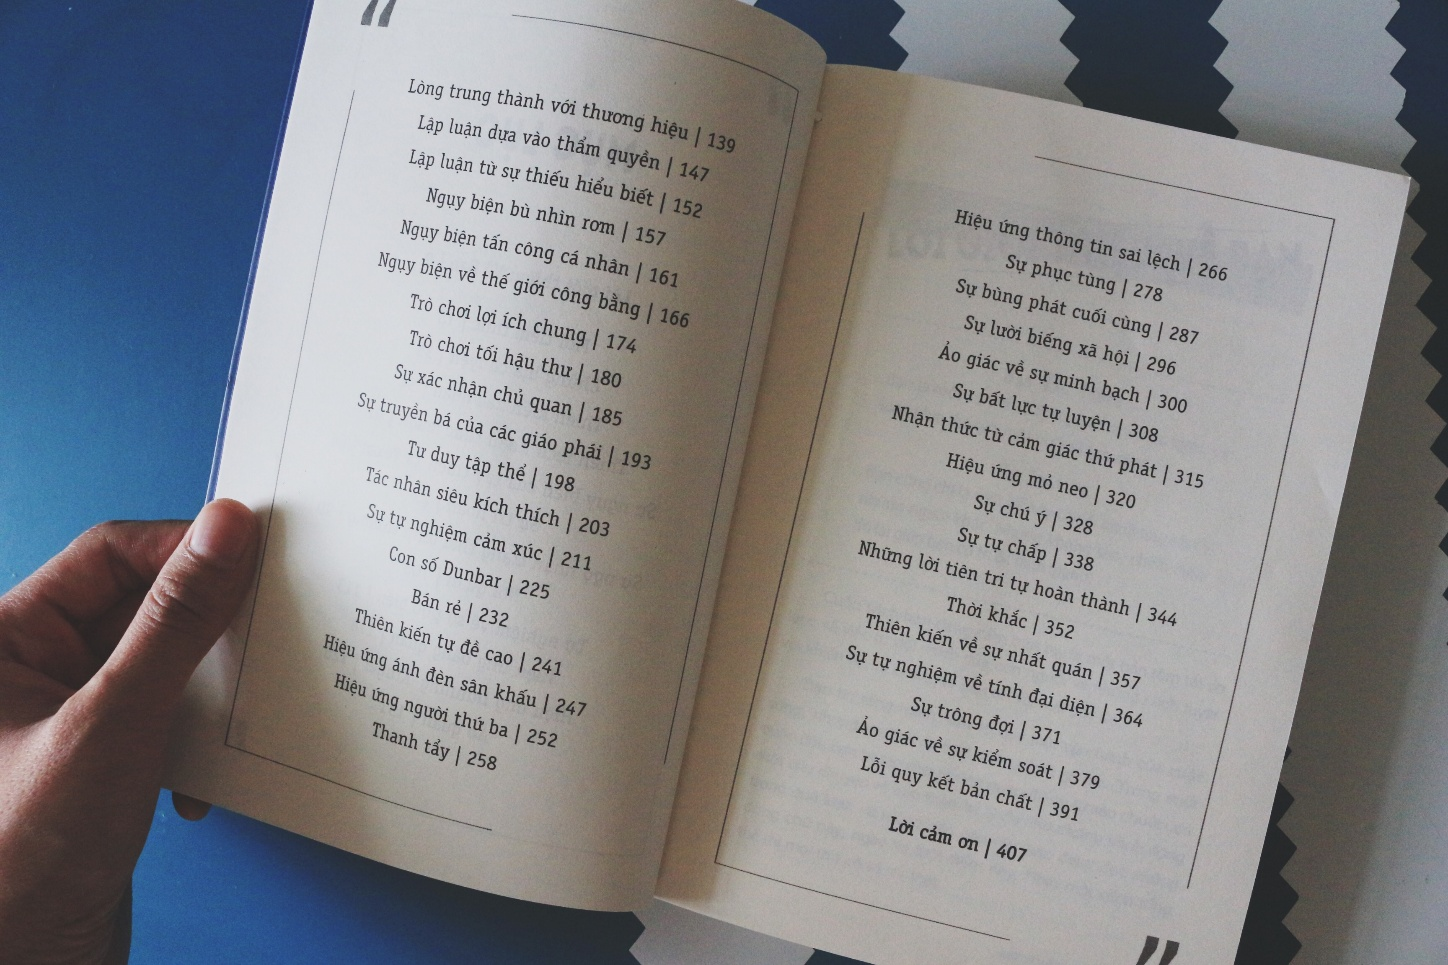 “
Lòng trung thành với thương hiệu | 139
Lập luận dựa vào thẩm quyền | 147
Lập luận từ sự thiếu hiểu biết | 152
Ngụy biện bù nhìn rơm | 157
Ngụy biện tấn công cá nhân | 161
Ngụy biện về thế giới công bằng | 166
Trò chơi lợi ích chung | 174
Trò chơi tối hậu thư | 180
Sự xác nhận chủ quan | 185
Sự truyền bá của các giáo phái | 193
Tư duy tập thể | 198
Tác nhân siêu kích thích | 203
Sự tự nghiệm cảm xúc | 211
Con số Dunbar | 225
Bán rẻ | 232
Thiên kiến tự đề cao | 241
Hiệu ứng ánh đèn sân khấu | 247
Hiệu ứng người thứ ba | 252
Thanh tẩy | 258
Hiệu ứng thông tin sai lệch | 266
Sự phục tùng | 278
Sự bùng phát cuối cùng | 287
Sự lười biếng xã hội | 296
Ảo giác về sự minh bạch | 300
Sự bất lực tự luyện | 308
Nhận thức từ cảm giác thứ phát | 315
Hiệu ứng mỏ neo | 320
Sự chú ý | 328
Sự tự chấp | 338
Những lời tiên tri tự hoàn thành | 344
Thời khắc | 352
Thiên kiến về sự nhất quán | 357
Sự tự nghiệm về tính đại diện | 364
Sự trông đợi | 371
Ảo giác về sự kiểm soát | 379
Lỗi quy kết bản chất | 391
Lời cảm ơn | 407
”